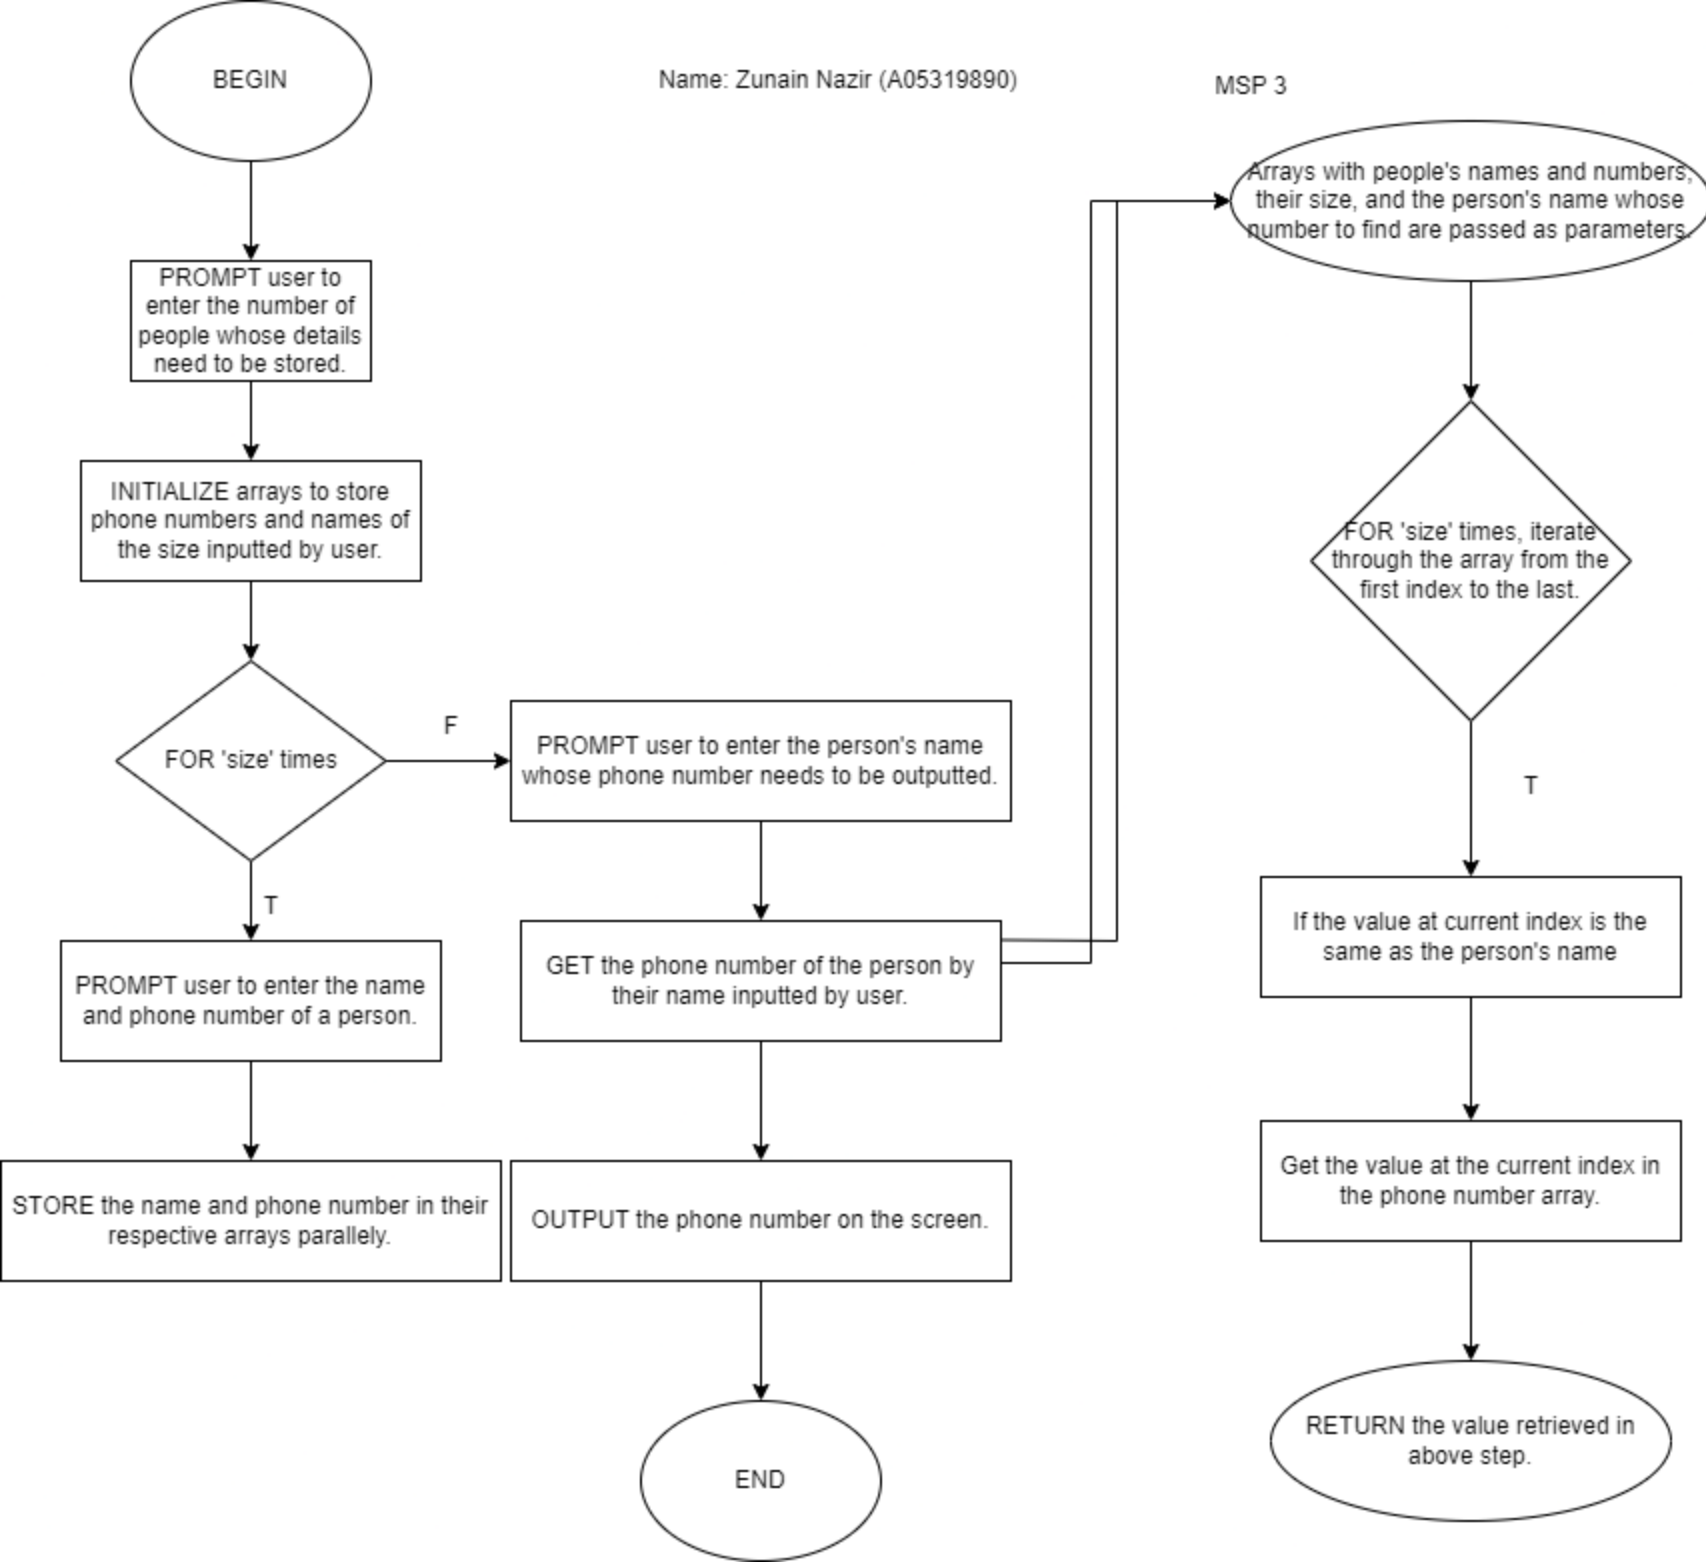 BEGIN
Name: Zunain Nazir (A05319890)
MSP 3
PROMPT user to
enter the number of
people whose details
need to be stored.
INITIALIZE arrays to store
phone numbers and names of
the size inputted by user.
FOR 'size' times
F
T
PROMPT user to enter the name
and phone number of a person.
STORE the name and phone number in their
respective arrays parallely.
PROMPT user to enter the person's name
whose phone number needs to be outputted.
GET the phone number of the person by
their name inputted by user.
OUTPUT the phone number on the screen.
END
Arrays with people's names and numbers,
their size, and the person's name whose
number to find are passed as parameters.
FOR 'size' times, iterate
through the array from the
first index to the last.
T
If the value at current index is the
same as the person's name
Get the value at the current index in
the phone number array.
RETURN the value retrieved in
above step.